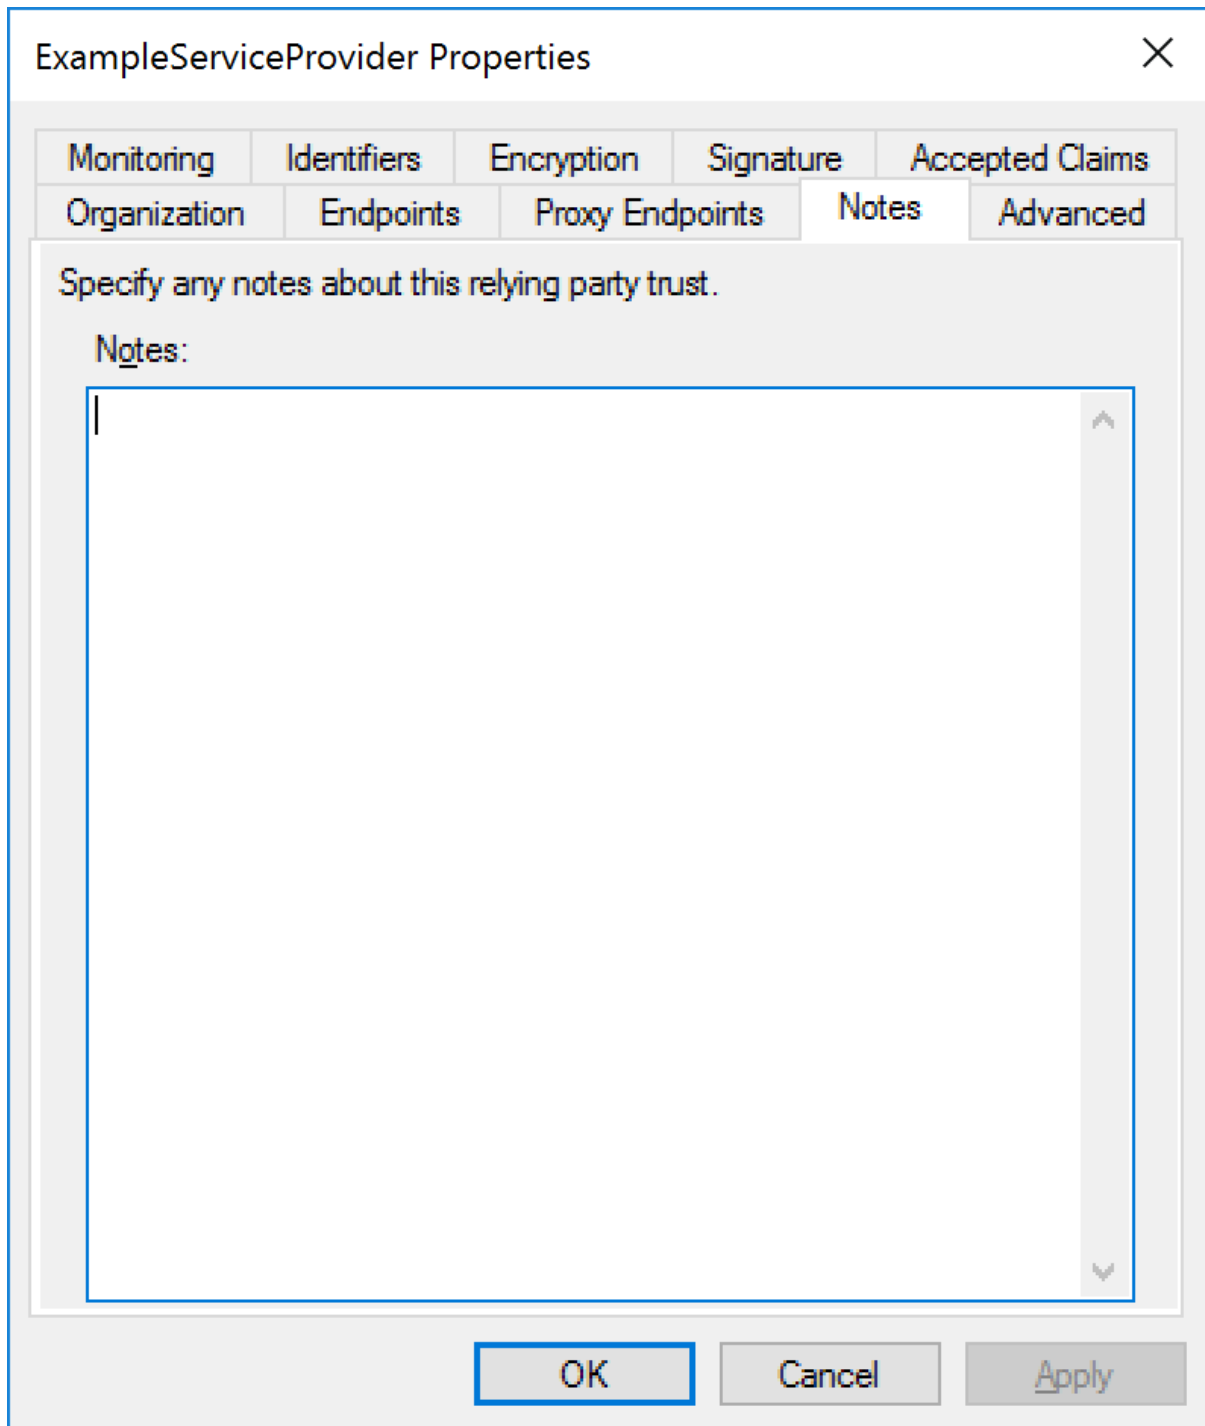 ExampleServiceProvider Properties
Monitoring Identifiers Encryption Signature Accepted Claims
Organization Endpoints Proxy Endpoints Notes Advanced
Specify any notes about this relying party trust.
Notes:
OK Cancel Apply